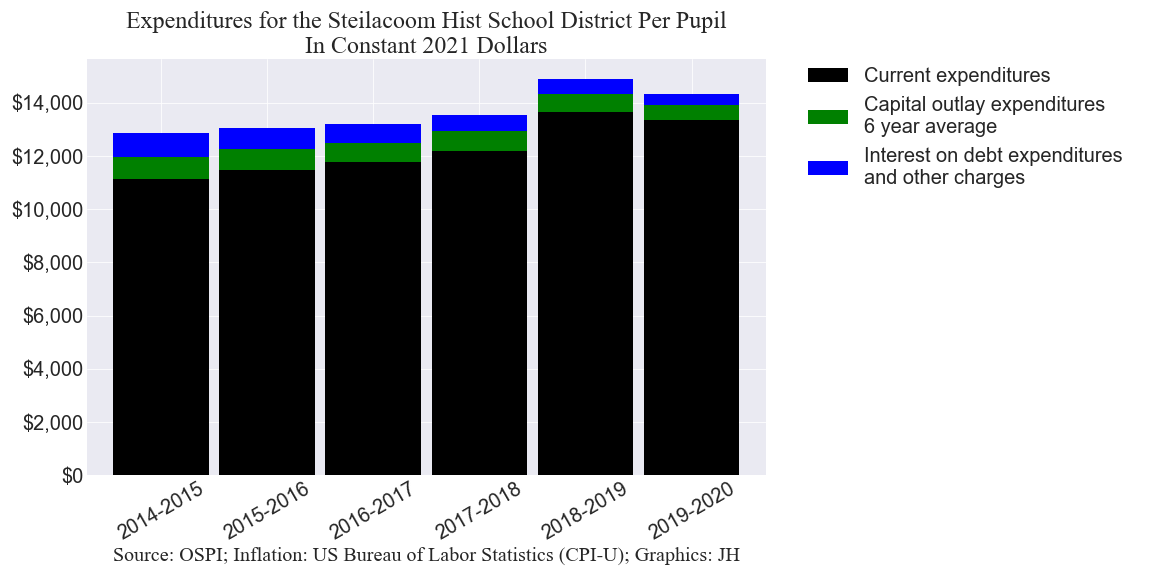 Expenditures for the Steilacoom Hist School District Per Pupil
In Constant 2021 Dollars
Current expenditures
Capital outlay expenditures
6 year average
Interest on debt expenditures
and other charges
$14,000
$12,000
$10,000
$8,000
$6,000
$4,000
$2,000
$0
2014-2015
2015-2016
2016-2017
2017-2018
2018-2019
2019-2020
Source: OSPI; Inflation: US Bureau of Labor Statistics (CPI-U); Graphics: JH